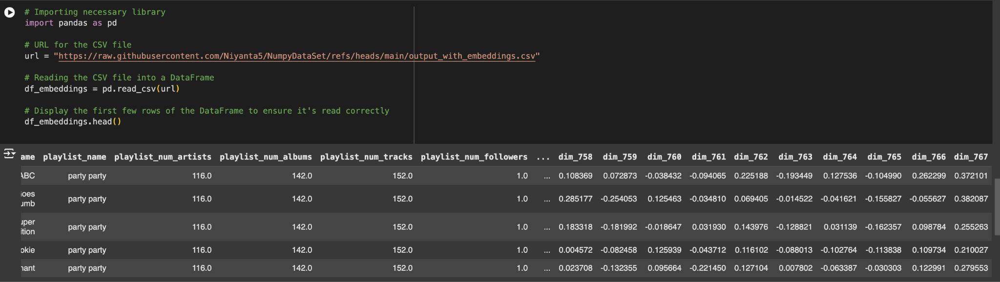 # Importing necessary library
import pandas as pd
# URL for the CSV file
url = "https://raw.githubusercontent.com/Niyanta5/NumpyDataSet/refs/heads/main/output_with_embeddings.csv"
# Reading the CSV file into a DataFrame
df_embeddings = pd.read_csv(url)
# Display the first few rows of the DataFrame to ensure it's read correctly
df_embeddings.head()
ame playlist_name playlist_num_artists playlist_num_albums playlist_num_tracks playlist_num_followers ... dim_758 dim_759 dim_760 dim_761 dim_762 dim_763 dim_764 dim_765 dim_766 dim_767
ABC party party 116.0 142.0 152.0 1.0 ... 0.108369 0.072873 -0.038432 -0.094065 0.225188 -0.193449 0.127536 -0.104990 0.262299 0.372101
oes
umb party party 116.0 142.0 152.0 1.0 ... 0.285177 -0.254053 0.125463 -0.034810 0.069405 -0.014522 -0.041621 -0.155827 -0.055627 0.382087
uper
ition party party 116.0 142.0 152.0 1.0 ... 0.183318 -0.181992 -0.018647 0.031930 0.143976 -0.128821 0.031139 -0.162357 0.098784 0.255263
okie party party 116.0 142.0 152.0 1.0 ... 0.004572 -0.082458 0.125939 -0.043712 0.116102 -0.088013 -0.102764 -0.113838 0.109734 0.210027
nant party party 116.0 142.0 152.0 1.0 ... 0.023708 -0.132355 0.095664 -0.221450 0.127104 0.007802 -0.063387 -0.030303 0.122991 0.279553